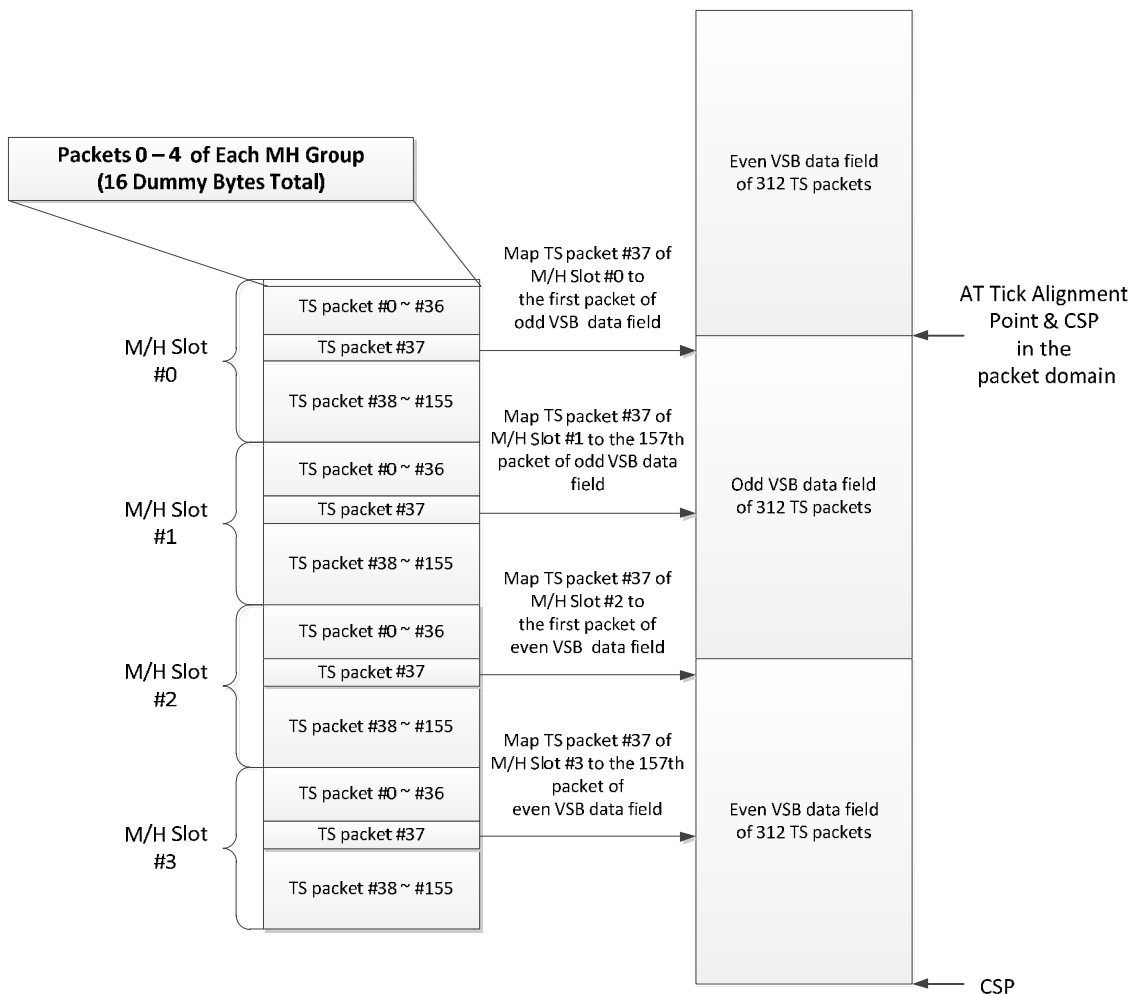 Packets 0 – 4 of Each MH Group
(16 Dummy Bytes Total)
M/H Slot
#0
TS packet #0 ~ #36
TS packet #37
TS packet #38 ~ #155
M/H Slot
#1
TS packet #0 ~ #36
TS packet #37
TS packet #38 ~ #155
M/H Slot
#2
TS packet #0 ~ #36
TS packet #37
TS packet #38 ~ #155
M/H Slot
#3
TS packet #0 ~ #36
TS packet #37
TS packet #38 ~ #155
Map TS packet #37 of
M/H Slot #0 to
the first packet of
odd VSB data field
Map TS packet #37 of
M/H Slot #1 to the 157th
packet of odd VSB data
field
Map TS packet #37 of
M/H Slot #2 to
the first packet of
even VSB data field
Map TS packet #37 of
M/H Slot #3 to the 157th
packet of
even VSB data field
Even VSB data field
of 312 TS packets
Odd VSB data field
of 312 TS packets
Even VSB data field
of 312 TS packets
AT Tick Alignment
Point & CSP
in the
packet domain
CSP